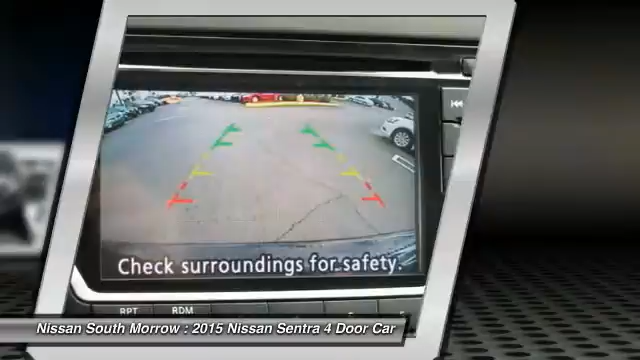 Check surroundings for safety.
RPT RDM
Nissan South Morrow : 2015 Nissan Sentra 4 Door Car